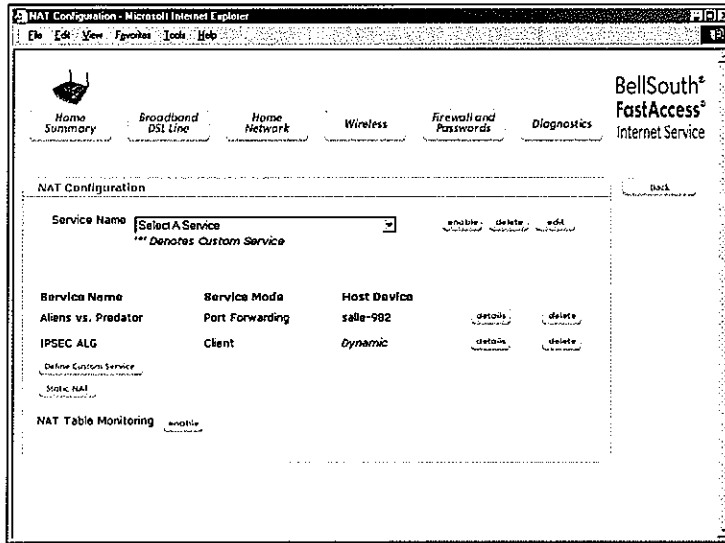 NAT Configuration - Microsoft Internet Explorer
File Edit View Favorites Tools Help
BellSouth®
FastAccess®
Internet Service
Home Summary
Broadband DSL Line
Home Network
Wireless
Firewall and Passwords
Diagnostics
NAT Configuration
Back
Service Name
Select A Service
enable
delete
edit
"*" Denotes Custom Service
Service Name Service Mode Host Device
Aliens vs. Predator Port Forwarding salle-982 details delete
IPSEC ALG Client Dynamic details delete
Define Custom Service
Static NAT
NAT Table Monitoring enable